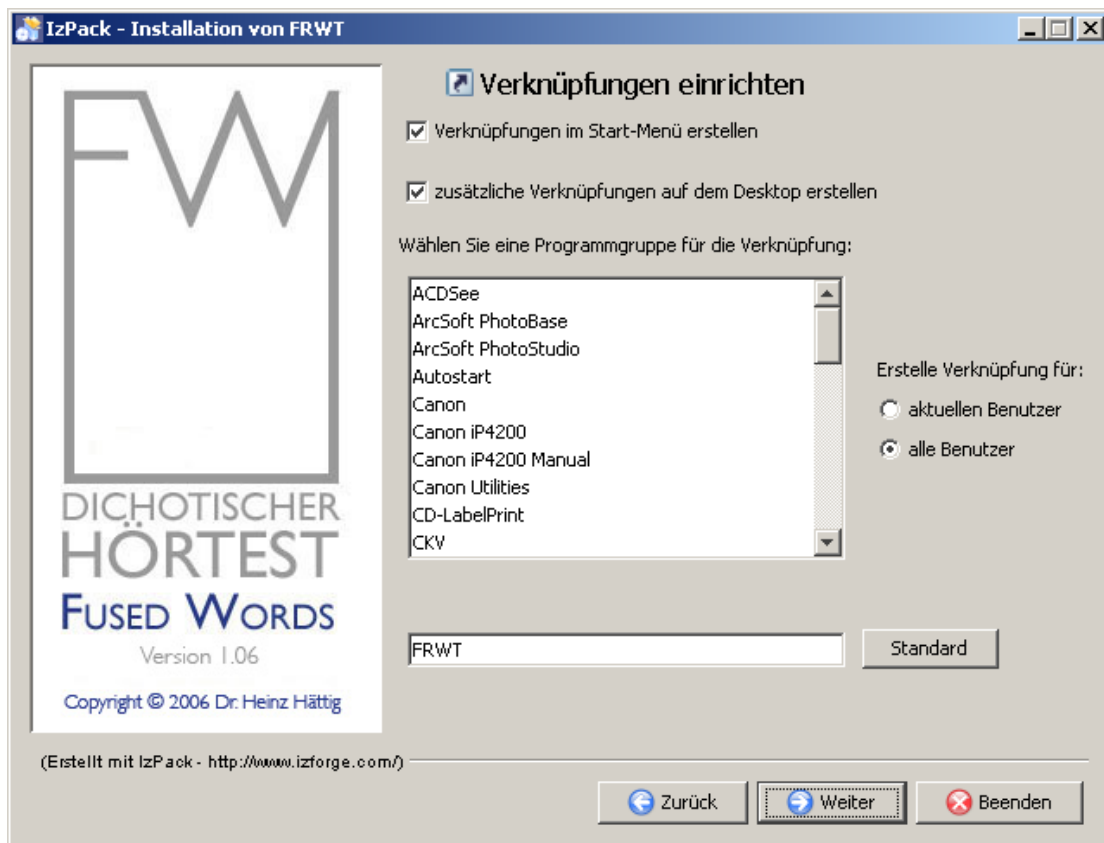 IzPack - Installation von FRWT
FW
DICHOTISCHER
HÖRTEST
FUSED WORDS
Version 1.06
Copyright © 2006 Dr. Heinz Hättig
Verknüpfungen einrichten
Verknüpfungen im Start-Menü erstellen
zusätzliche Verknüpfungen auf dem Desktop erstellen
Wählen Sie eine Programmgruppe für die Verknüpfung:
ACDSee
ArcSoft PhotoBase
ArcSoft PhotoStudio
Autostart
Canon
Canon iP4200
Canon iP4200 Manual
Canon Utilities
CD-LabelPrint
CKV
Erstelle Verknüpfung für:
aktuellen Benutzer
alle Benutzer
FRWT
Standard
(Erstellt mit IzPack - http://www.izforge.com/)
Zurück
Weiter
Beenden